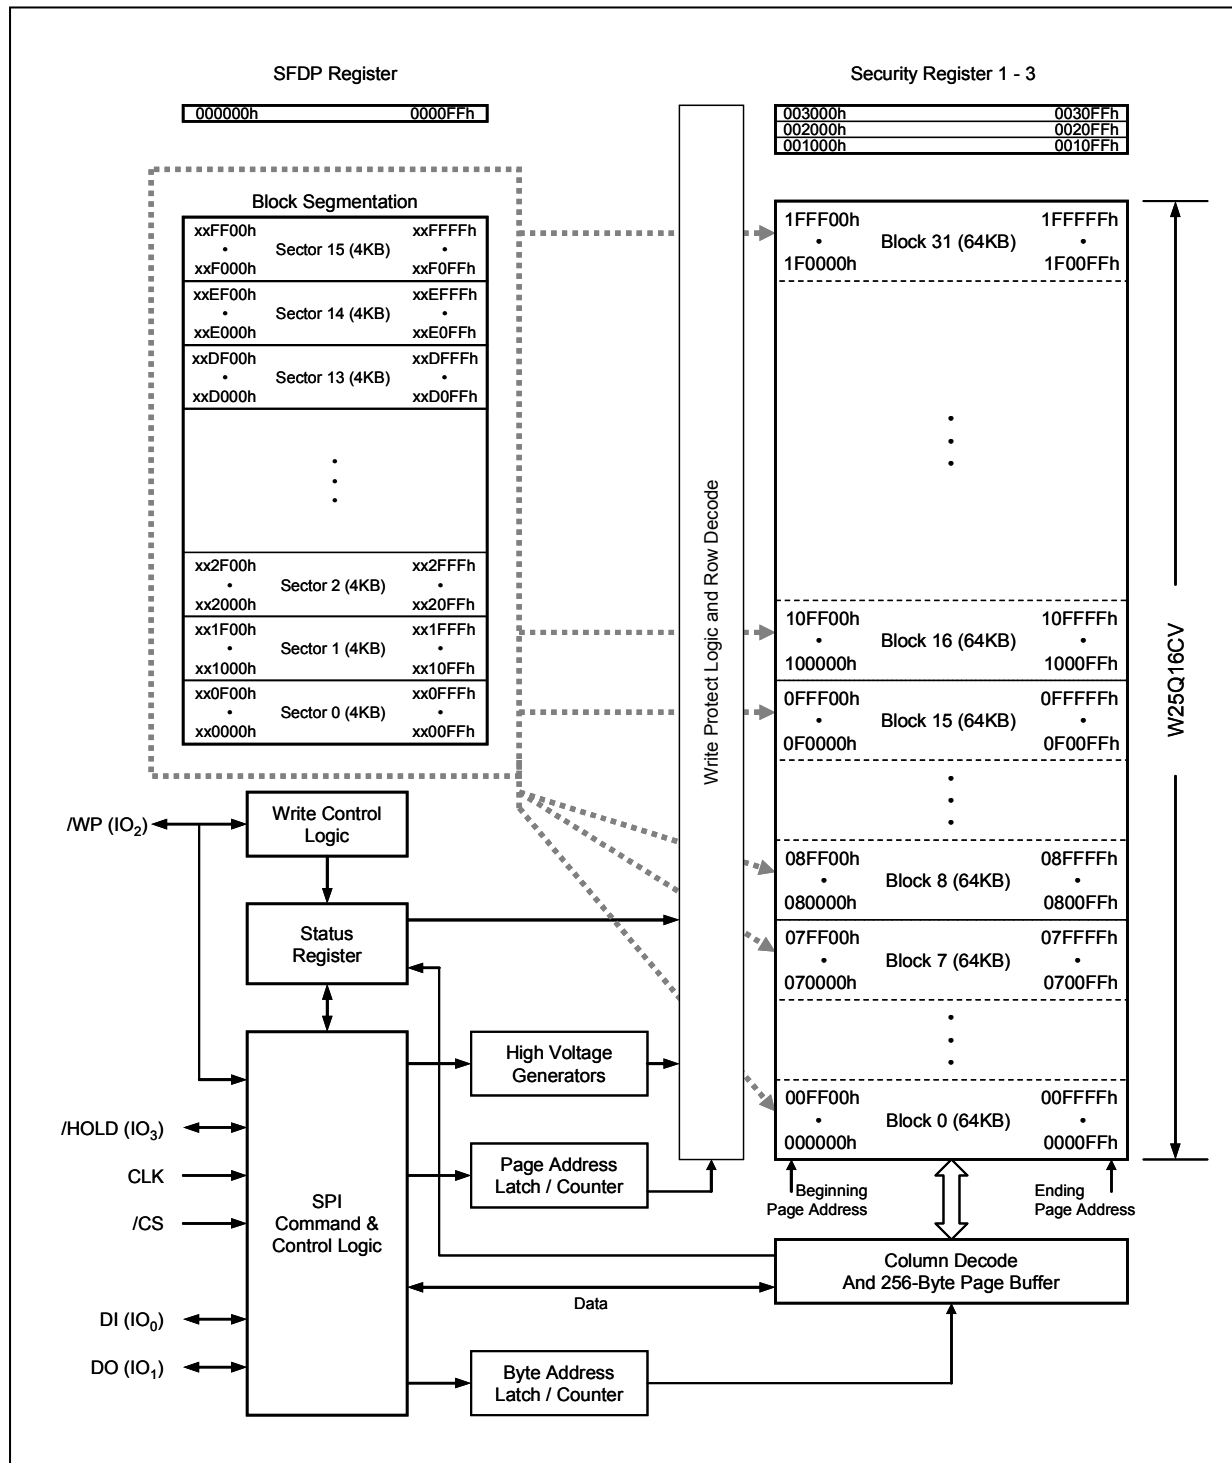 SFDP Register
000000h 0000FFh
Security Register 1 - 3
003000h 0030FFh
002000h 0020FFh
001000h 0010FFh
Block Segmentation
xxFF00h xxFFFFh
• Sector 15 (4KB) •
xxF000h xxF0FFh
xxEF00h xxEFFFh
• Sector 14 (4KB) •
xxE000h xxE0FFh
xxDF00h xxDFFFh
• Sector 13 (4KB) •
xxD000h xxD0FFh
xx2F00h xx2FFFh
• Sector 2 (4KB) •
xx2000h xx20FFh
xx1F00h xx1FFFh
• Sector 1 (4KB) •
xx1000h xx10FFh
xx0F00h xx0FFFh
• Sector 0 (4KB) •
xx0000h xx00FFh
Write Protect Logic and Row Decode
1FFF00h 1FFFFFh
• Block 31 (64KB) •
1F0000h 1F00FFh
10FF00h 10FFFFh
• Block 16 (64KB) •
100000h 1000FFh
0FFF00h 0FFFFFh
• Block 15 (64KB) •
0F0000h 0F00FFh
08FF00h 08FFFFh
• Block 8 (64KB) •
080000h 0800FFh
07FF00h 07FFFFh
• Block 7 (64KB) •
070000h 0700FFh
00FF00h 00FFFFh
• Block 0 (64KB) •
000000h 0000FFh
W25Q16CV
Beginning
Page Address
Ending
Page Address
/WP (IO2)
Write Control
Logic
Status
Register
High Voltage
Generators
/HOLD (IO3)
CLK
/CS
SPI
Command &
Control Logic
Page Address
Latch / Counter
Column Decode
And 256-Byte Page Buffer
Data
DI (IO0)
DO (IO1)
Byte Address
Latch / Counter